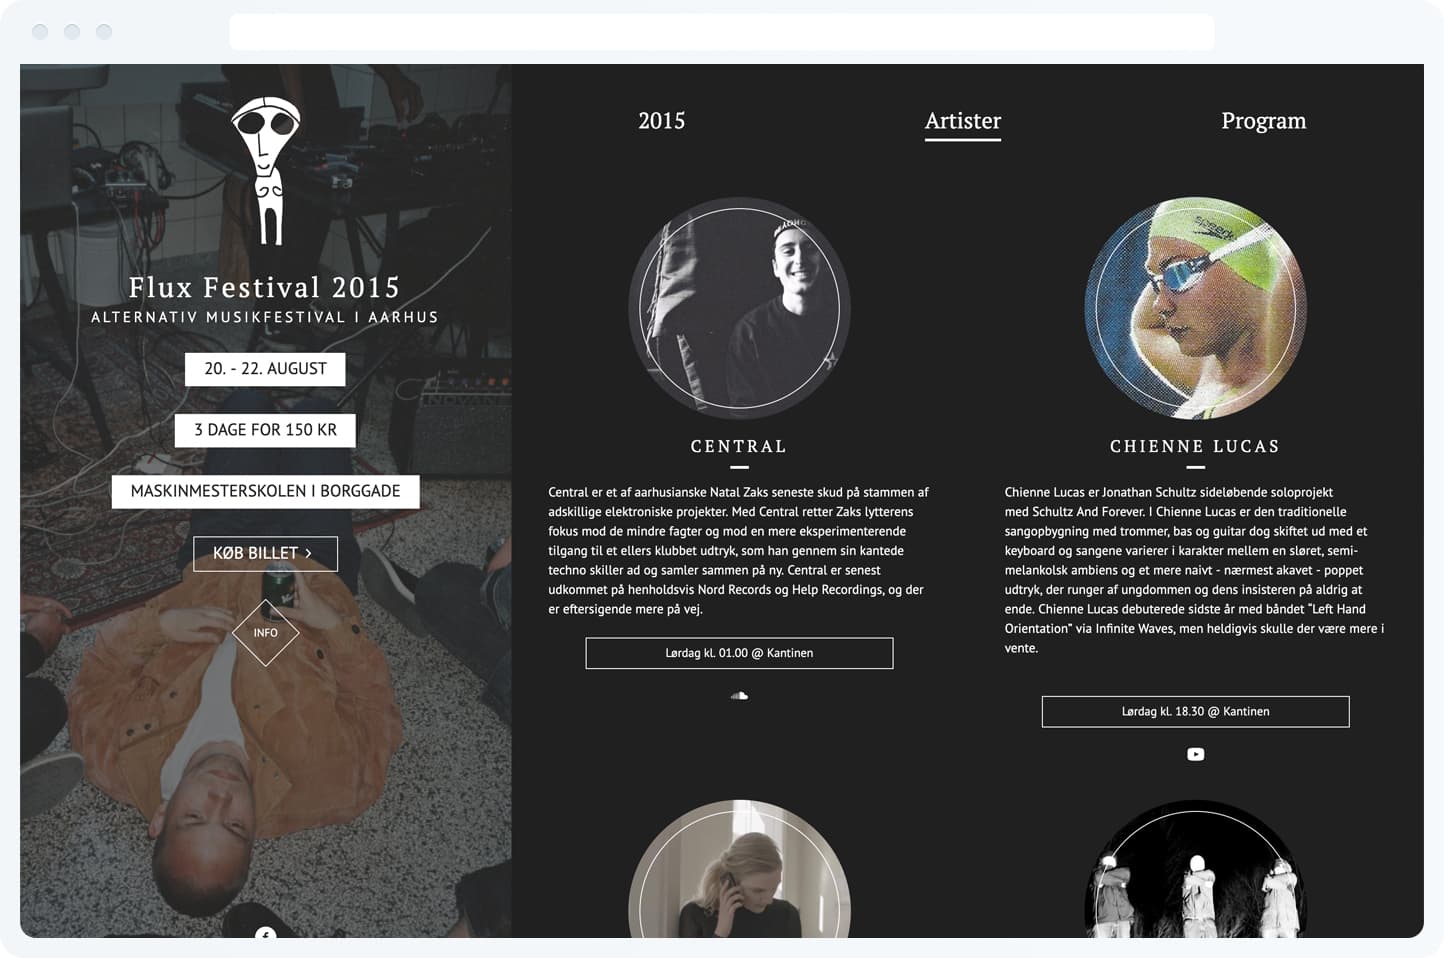 Flux Festival 2015
ALTERNATIV MUSIKFESTIVAL I AARHUS
20. - 22. AUGUST
3 DAGE FOR 150 KR
MASKINMESTERSKOLEN I BORGGADE
KØB BILLET >
INFO
2015
Artister
Program
speedo
CENTRAL
Central er et af aarhusianske Natal Zaks seneste skud på stammen af
adskillige elektroniske projekter. Med Central retter Zaks lytterens
fokus mod de mindre fagter og mod en mere eksperimenterende
tilgang til et ellers klubbet udtryk, som han gennem sin kantede
techno skiller ad og samler sammen på ny. Central er senest
udkommet på henholdsvis Nord Records og Help Recordings, og der
er eftersigende mere på vej.
Lørdag kl. 01.00 @ Kantinen
CHIENNE LUCAS
Chienne Lucas er Jonathan Schultz sideløbende soloprojekt
med Schultz And Forever. I Chienne Lucas er den traditionelle
sangopbygning med trommer, bas og guitar dog skiftet ud med et
keyboard og sangene varierer i karakter mellem en sløret, semi-
melankolsk ambiens og et mere naivt - nærmest akavet - poppet
udtryk, der runger af ungdommen og dens insisteren på aldrig at
ende. Chienne Lucas debuterede sidste år med båndet “Left Hand
Orientation” via Infinite Waves, men heldigvis skulle der være mere i
vente.
Lørdag kl. 18.30 @ Kantinen